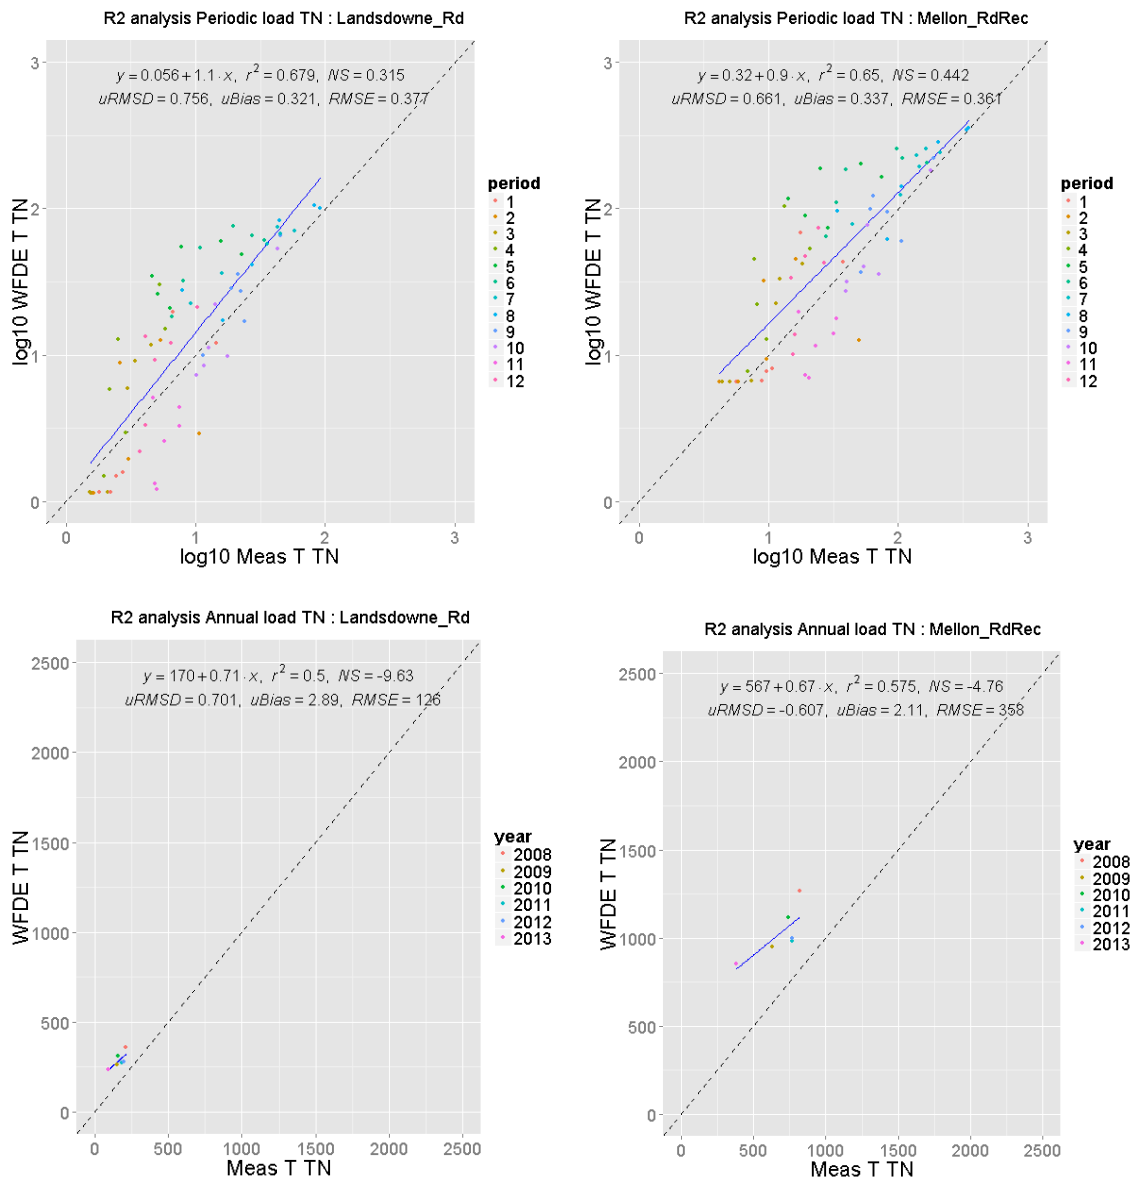 R2 analysis Periodic load TN : Landsdowne_Rd
y = 0.056 + 1.1 · x, r² = 0.679, NS = 0.315
uRMSD = 0.756, uBias = 0.321, RMSE = 0.377
3
2
1
0
log10 WFDE T TN
0 1 2 3
log10 Meas T TN
period
1
2
3
4
5
6
7
8
9
10
11
12
R2 analysis Periodic load TN : Mellon_RdRec
y = 0.32 + 0.9 · x, r² = 0.65, NS = 0.442
uRMSD = 0.661, uBias = 0.337, RMSE = 0.361
3
2
1
0
log10 WFDE T TN
0 1 2 3
log10 Meas T TN
period
1
2
3
4
5
6
7
8
9
10
11
12
R2 analysis Annual load TN : Landsdowne_Rd
y = 170 + 0.71 · x, r² = 0.5, NS = -9.63
uRMSD = 0.701, uBias = 2.89, RMSE = 126
2500
2000
1500
1000
500
0
WFDE T TN
0 500 1000 1500 2000 2500
Meas T TN
year
2008
2009
2010
2011
2012
2013
R2 analysis Annual load TN : Mellon_RdRec
y = 567 + 0.67 · x, r² = 0.575, NS = -4.76
uRMSD = -0.607, uBias = 2.11, RMSE = 358
2500
2000
1500
1000
500
0
WFDE T TN
0 500 1000 1500 2000 2500
Meas T TN
year
2008
2009
2010
2011
2012
2013